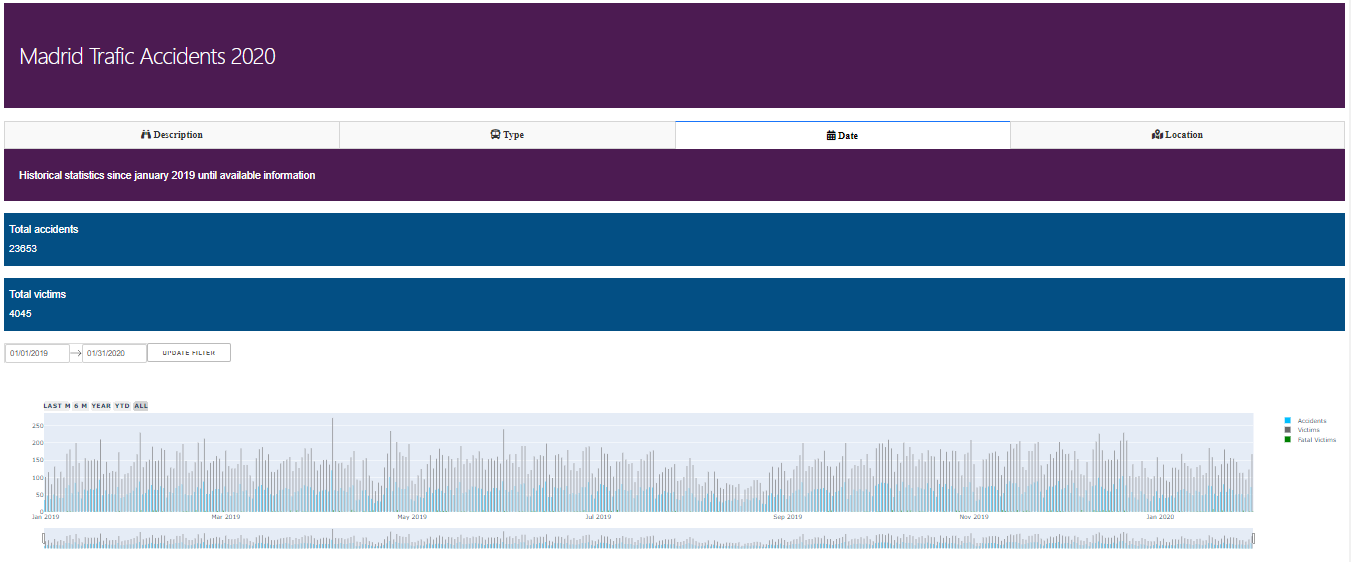 Madrid Trafic Accidents 2020
Description
Type
Date
Location
Historical statistics since january 2019 until available information
Total accidents
23653
Total victims
4045
01/01/2019 → 01/31/2020 UPDATE FILTER
LAST M 6 M YEAR YTD ALL
250
200
150
100
50
0
Jan 2019 Mar 2019 May 2019 Jul 2019 Sep 2019 Nov 2019 Jan 2020
Accidents
Victims
Fatal Victims